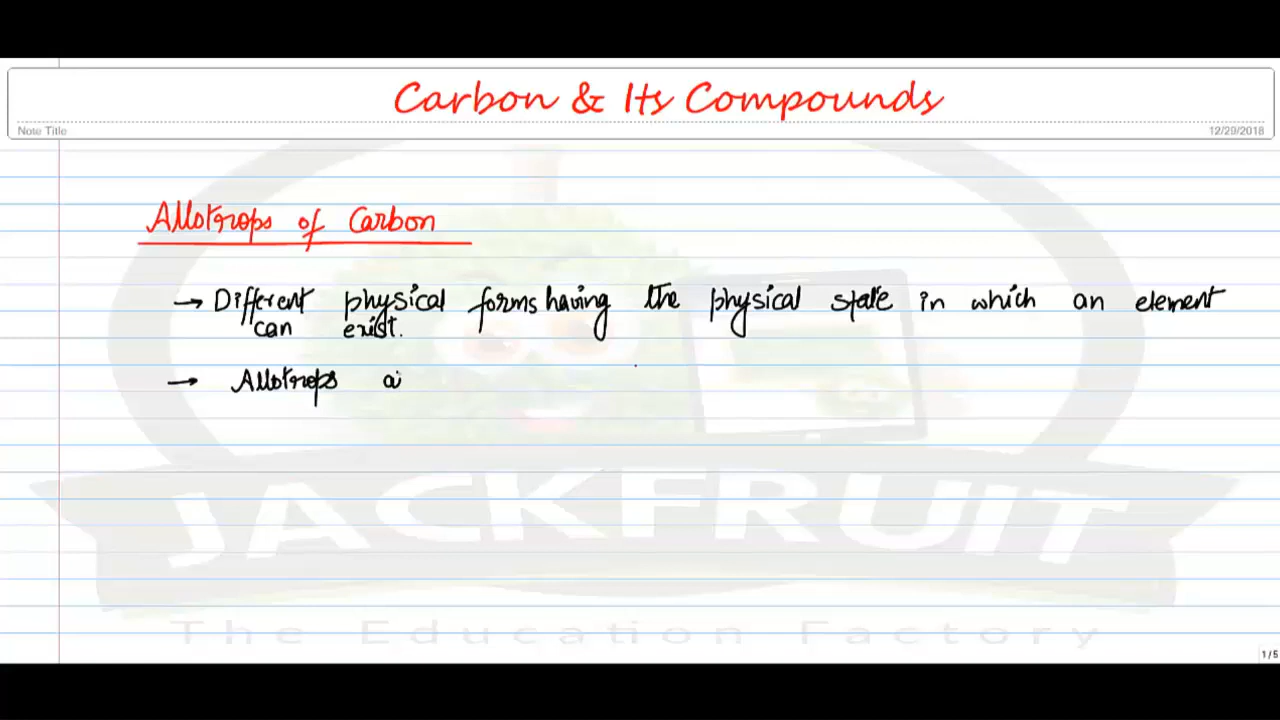 Carbon & Its Compounds
Note Title
12/29/2018
Allotrops of Carbon
→ Different physical forms having the physical state in which an element
can exist.
→ Allotrops
JACKFRUIT
The Education Factory
1/5